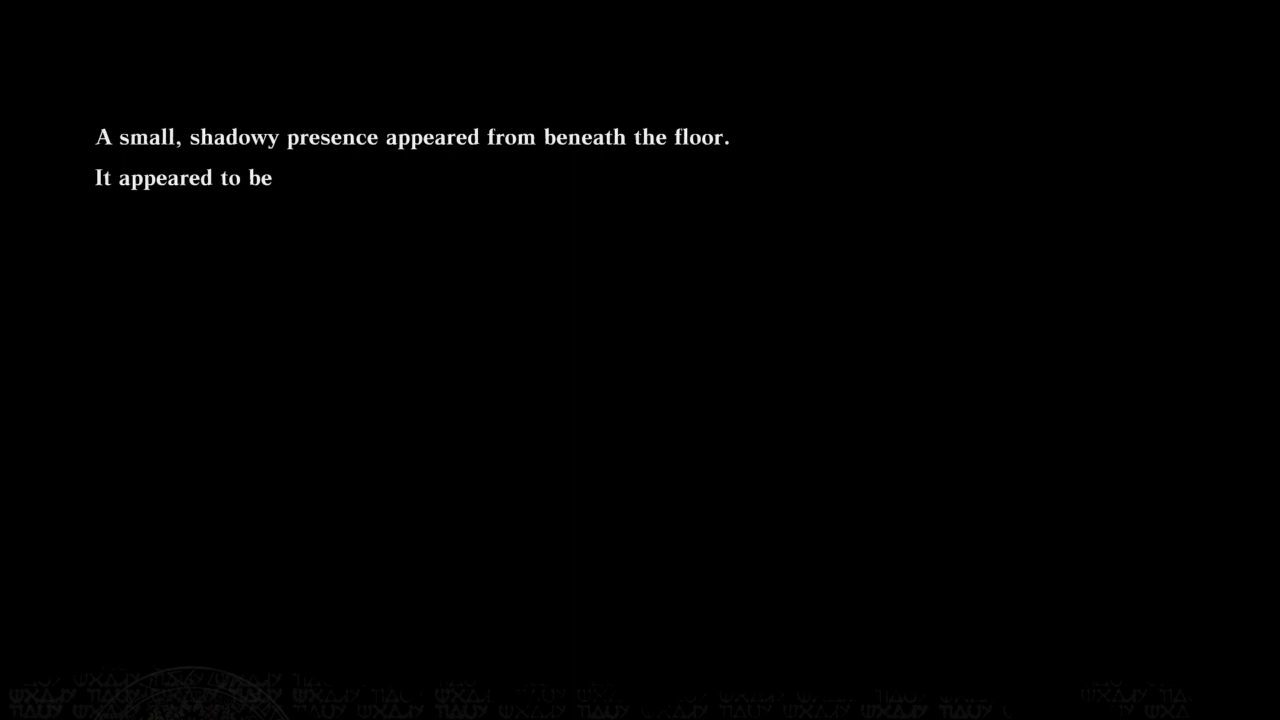 A small, shadowy presence appeared from beneath the floor.
It appeared to be